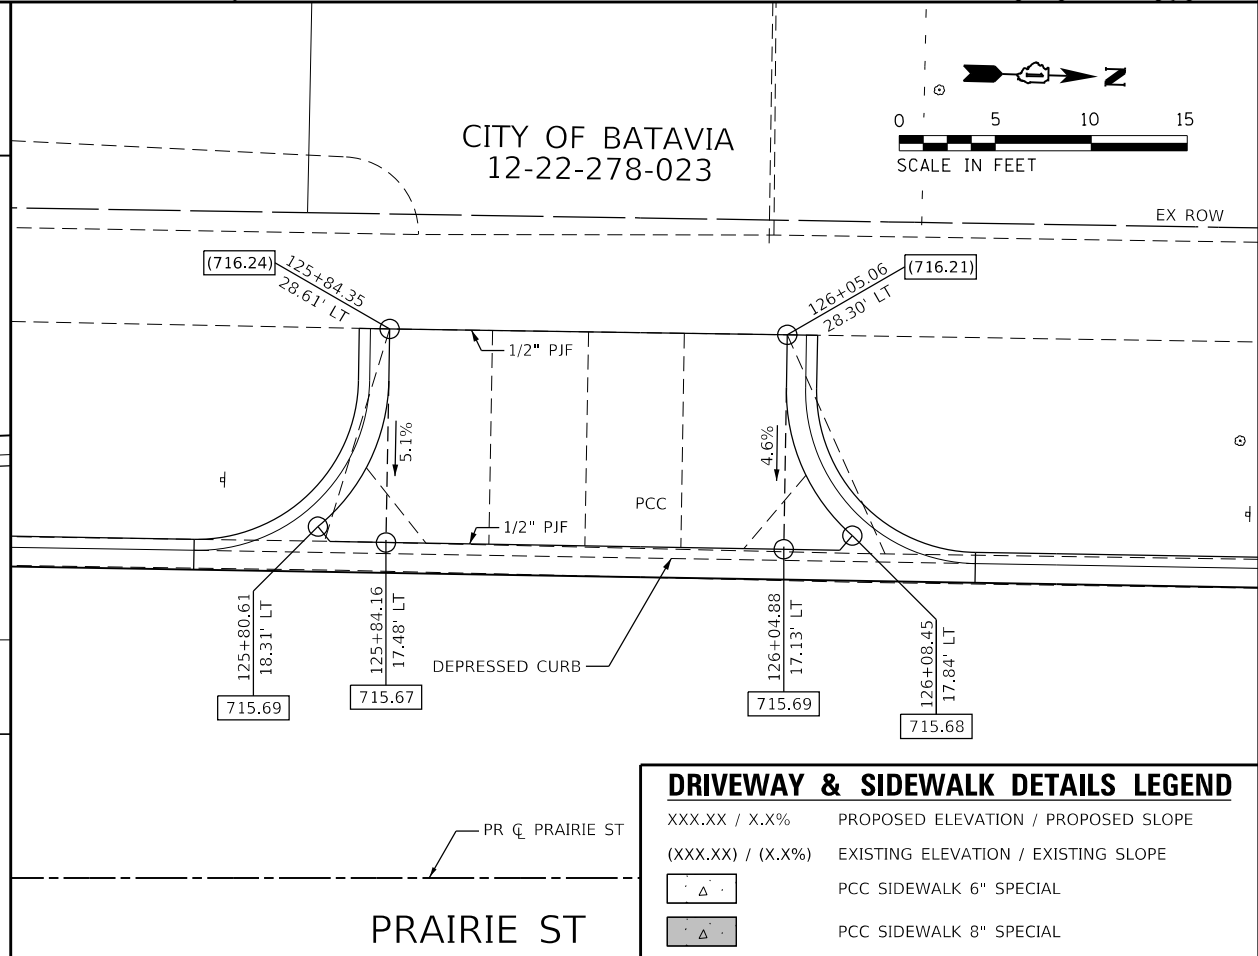 N
0 5 10 15
SCALE IN FEET
CITY OF BATAVIA
12-22-278-023
EX ROW
(716.24)
125+84.35
28.61' LT
126+05.06
28.30' LT
(716.21)
1/2" PJF
5.1%
4.6%
PCC
1/2" PJF
125+80.61
18.31' LT
715.69
125+84.16
17.48' LT
715.67
DEPRESSED CURB
126+04.88
17.13' LT
715.69
126+08.45
17.84' LT
715.68
PR ℄ PRAIRIE ST
PRAIRIE ST
DRIVEWAY & SIDEWALK DETAILS LEGEND
XXX.XX / X.X% PROPOSED ELEVATION / PROPOSED SLOPE
(XXX.XX) / (X.X%) EXISTING ELEVATION / EXISTING SLOPE
PCC SIDEWALK 6" SPECIAL
PCC SIDEWALK 8" SPECIAL